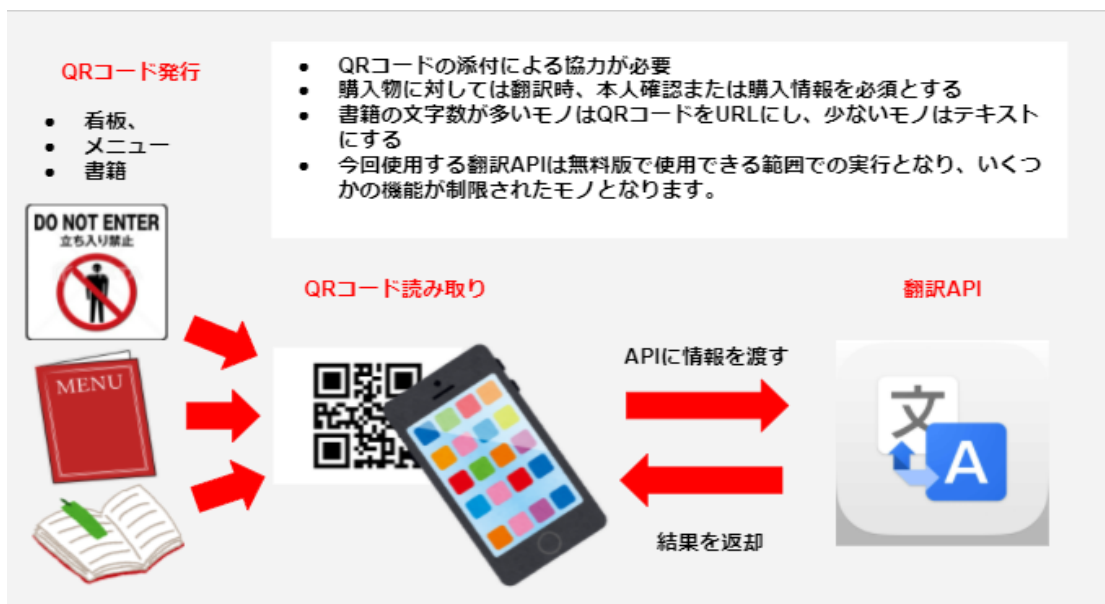 QRコード発行
看板、
メニュー
書籍
QRコードの添付による協力が必要
購入物に対しては翻訳時、本人確認または購入情報を必須とする
書籍の文字数が多いモノはQRコードをURLにし、少ないモノはテキスト
にする
今回使用する翻訳APIは無料版で使用できる範囲での実行となり、いくつ
かの機能が制限されたモノとなります。
DO NOT ENTER
立ち入り禁止
MENU
QRコード読み取り
APIに情報を渡す
結果を返却
翻訳API
文
A